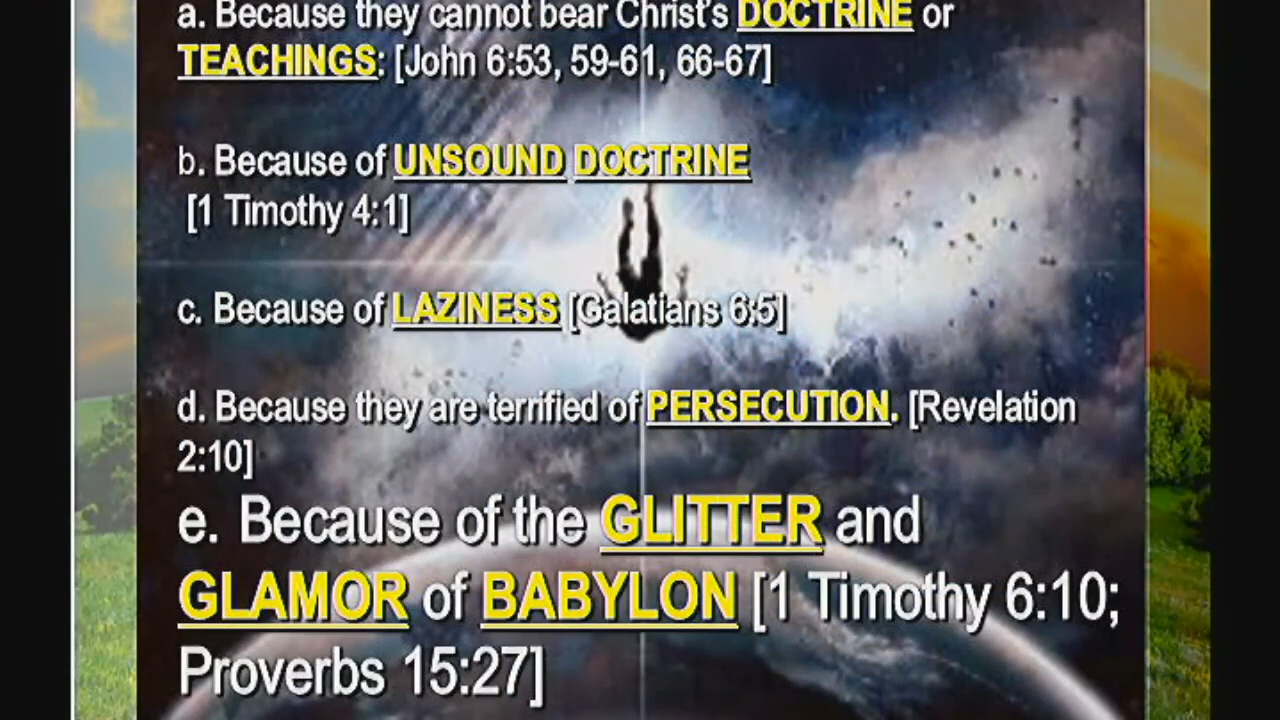 a. Because they cannot bear Christ's DOCTRINE or
TEACHINGS: [John 6:53, 59-61, 66-67]
b. Because of UNSOUND DOCTRINE
[1 Timothy 4:1]
c. Because of LAZINESS [Galatians 6:5]
d. Because they are terrified of PERSECUTION. [Revelation
2:10]
e. Because of the GLITTER and
GLAMOR of BABYLON [1 Timothy 6:10;
Proverbs 15:27]